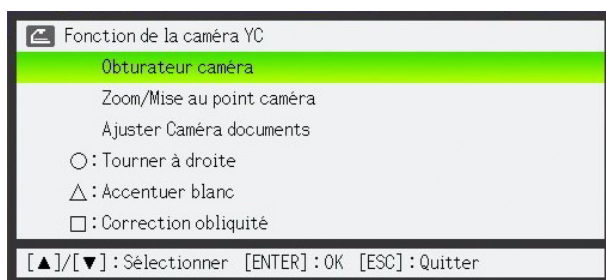 Fonction de la caméra YC
Obturateur caméra
Zoom/Mise au point caméra
Ajuster Caméra documents
○:Tourner à droite
△:Accentuer blanc
□:Correction obliquité
[▲]/[▼]:Sélectionner [ENTER]:OK [ESC]:Quitter